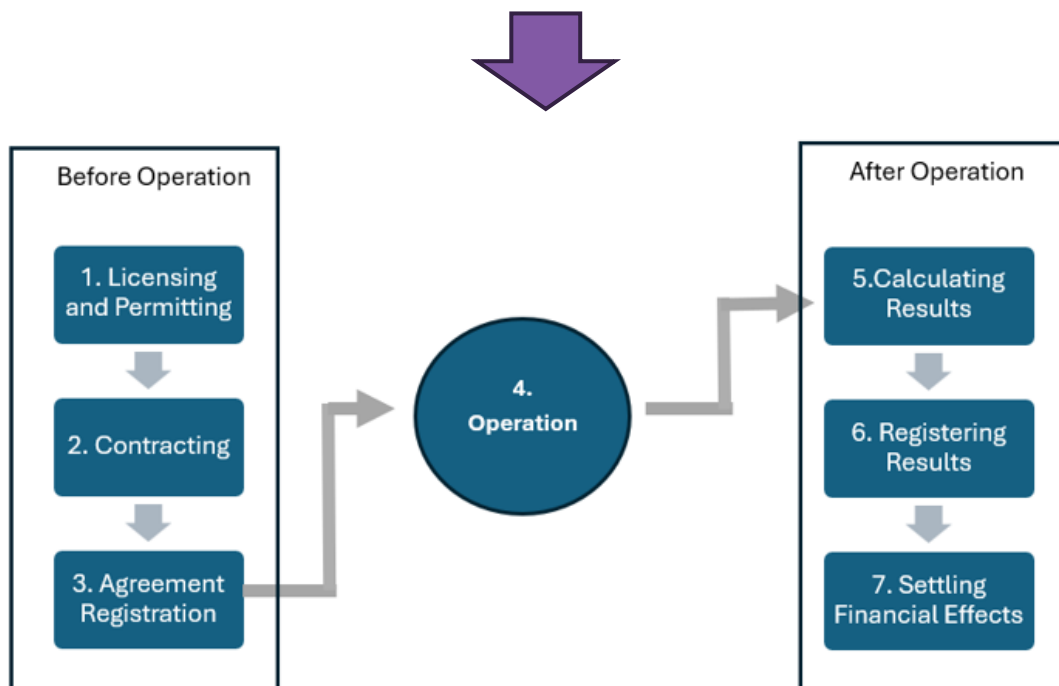 Before Operation
1. Licensing
and Permitting
2. Contracting
3. Agreement
Registration
4.
Operation
After Operation
5.Calculating
Results
6. Registering
Results
7. Settling
Financial Effects